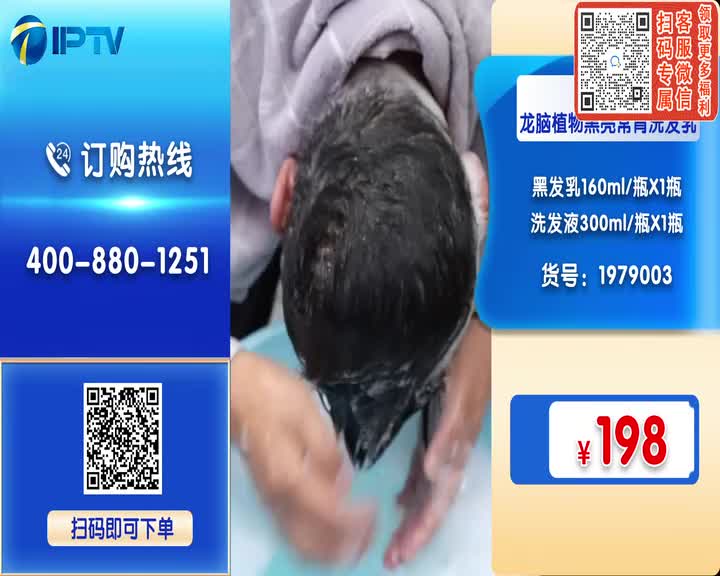 IPTV
24
订购热线
400-880-1251
扫码即可下单
领取更多福利
客服微信
扫码专属
龙脑植物黑亮常青洗发乳
黑发乳160ml/瓶X1瓶
洗发液300ml/瓶X1瓶
货号：1979003
¥198